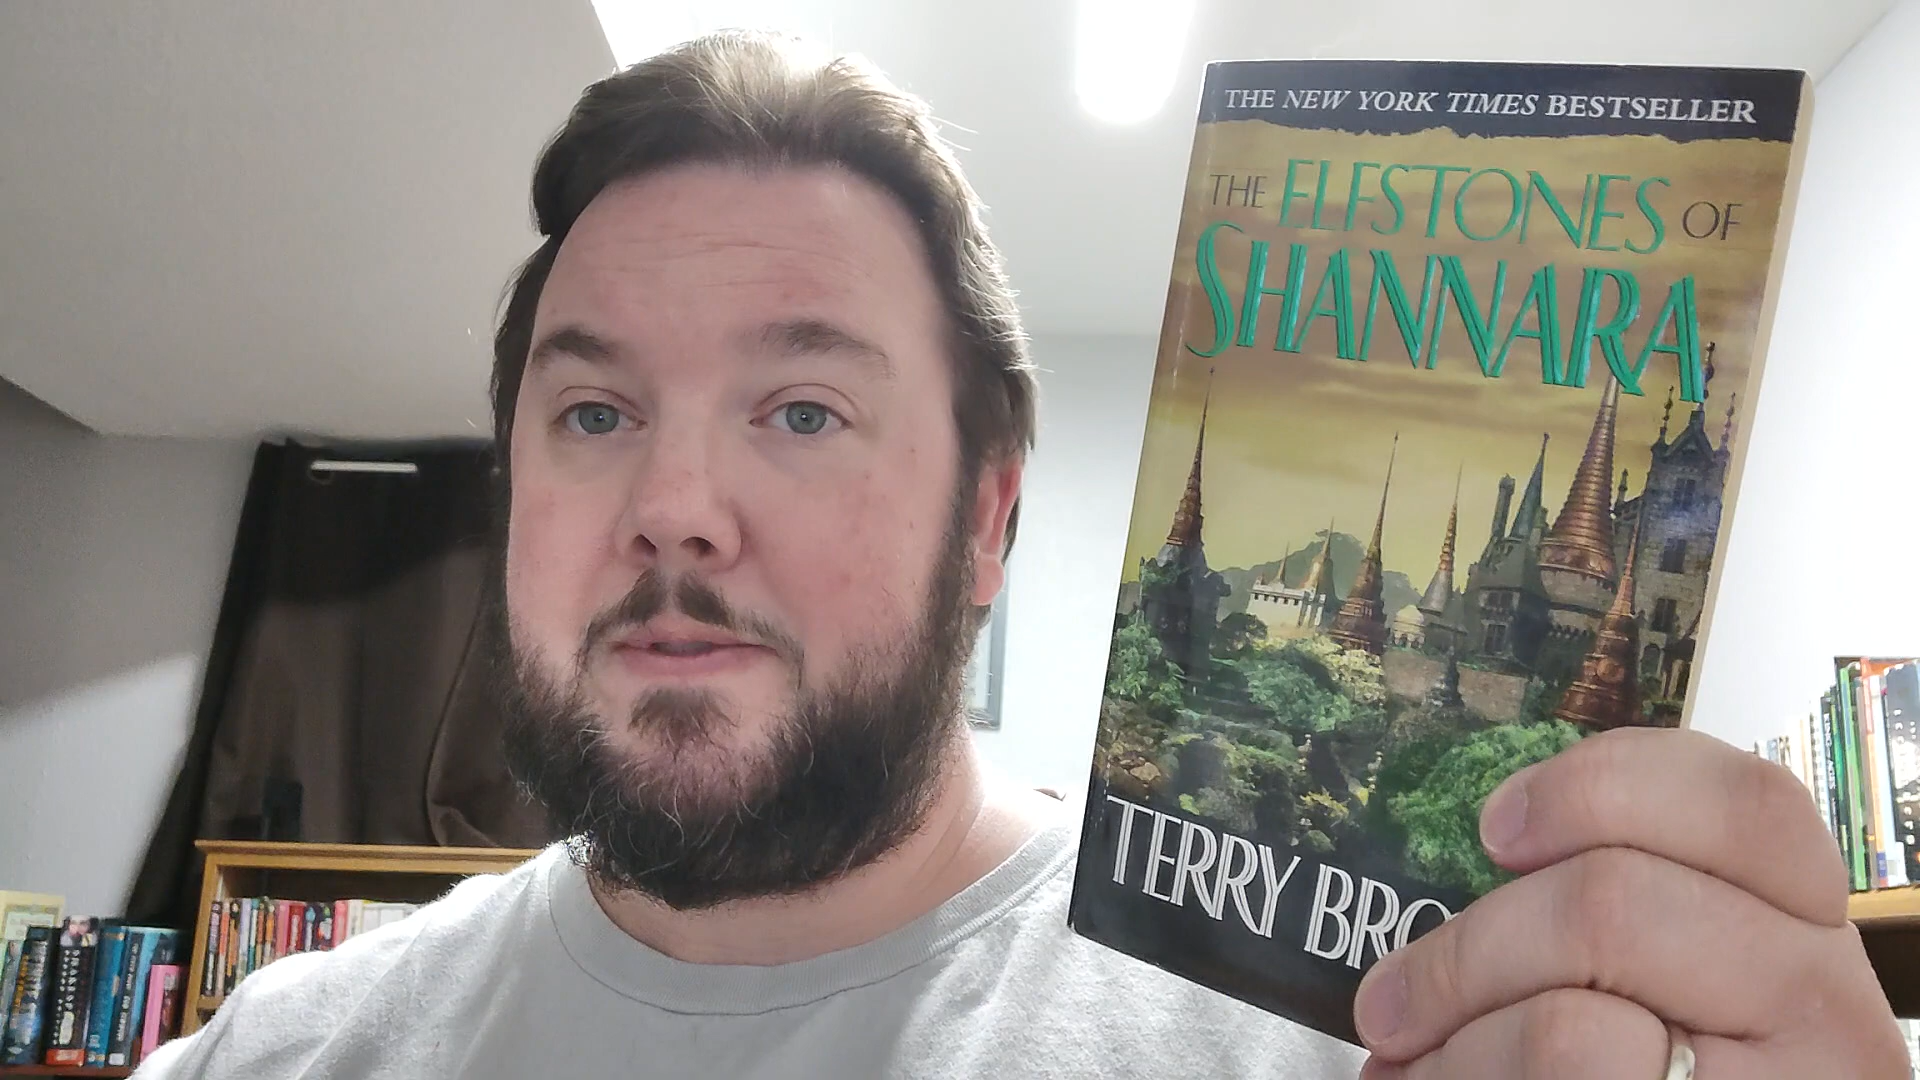 THE NEW YORK TIMES BESTSELLER
THE ELFSTONES OF
SHANNARA
TERRY BRO